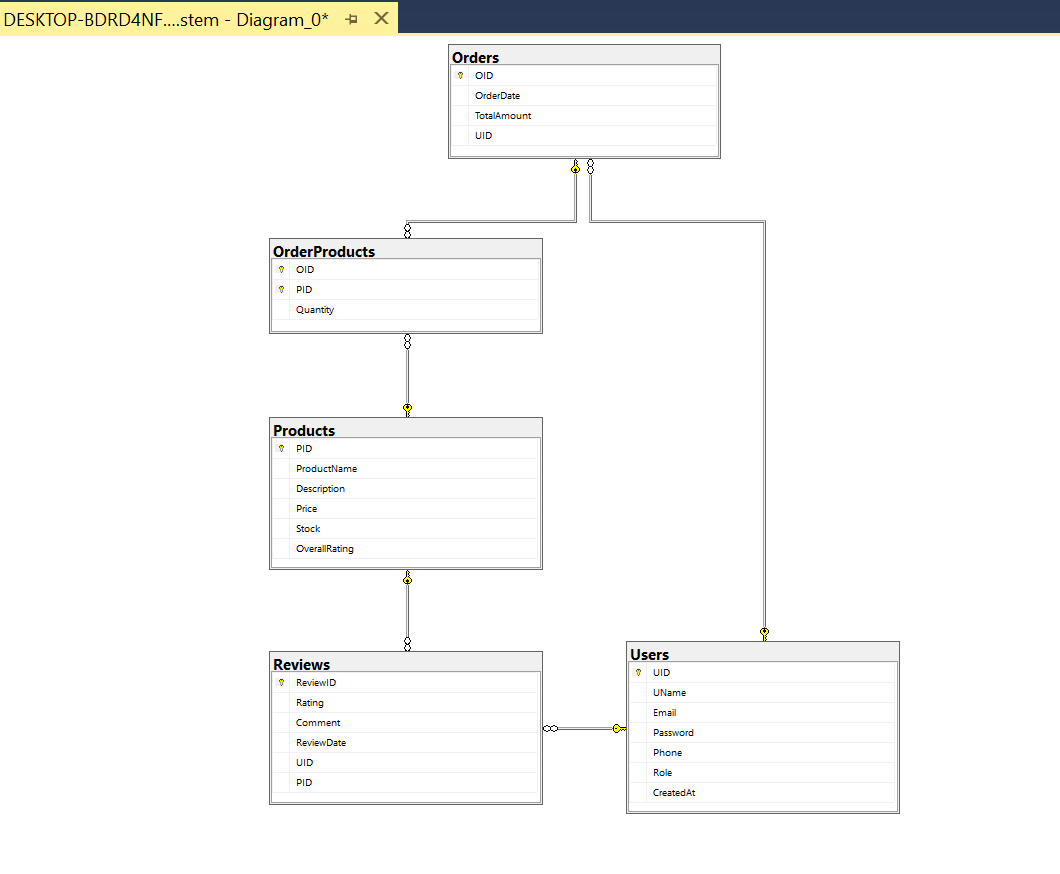 DESKTOP-BDRD4NF....stem - Diagram_0*
Orders
OID
OrderDate
TotalAmount
UID
OrderProducts
OID
PID
Quantity
Products
PID
ProductName
Description
Price
Stock
OverallRating
Reviews
ReviewID
Rating
Comment
ReviewDate
UID
PID
Users
UID
UName
Email
Password
Phone
Role
CreatedAt